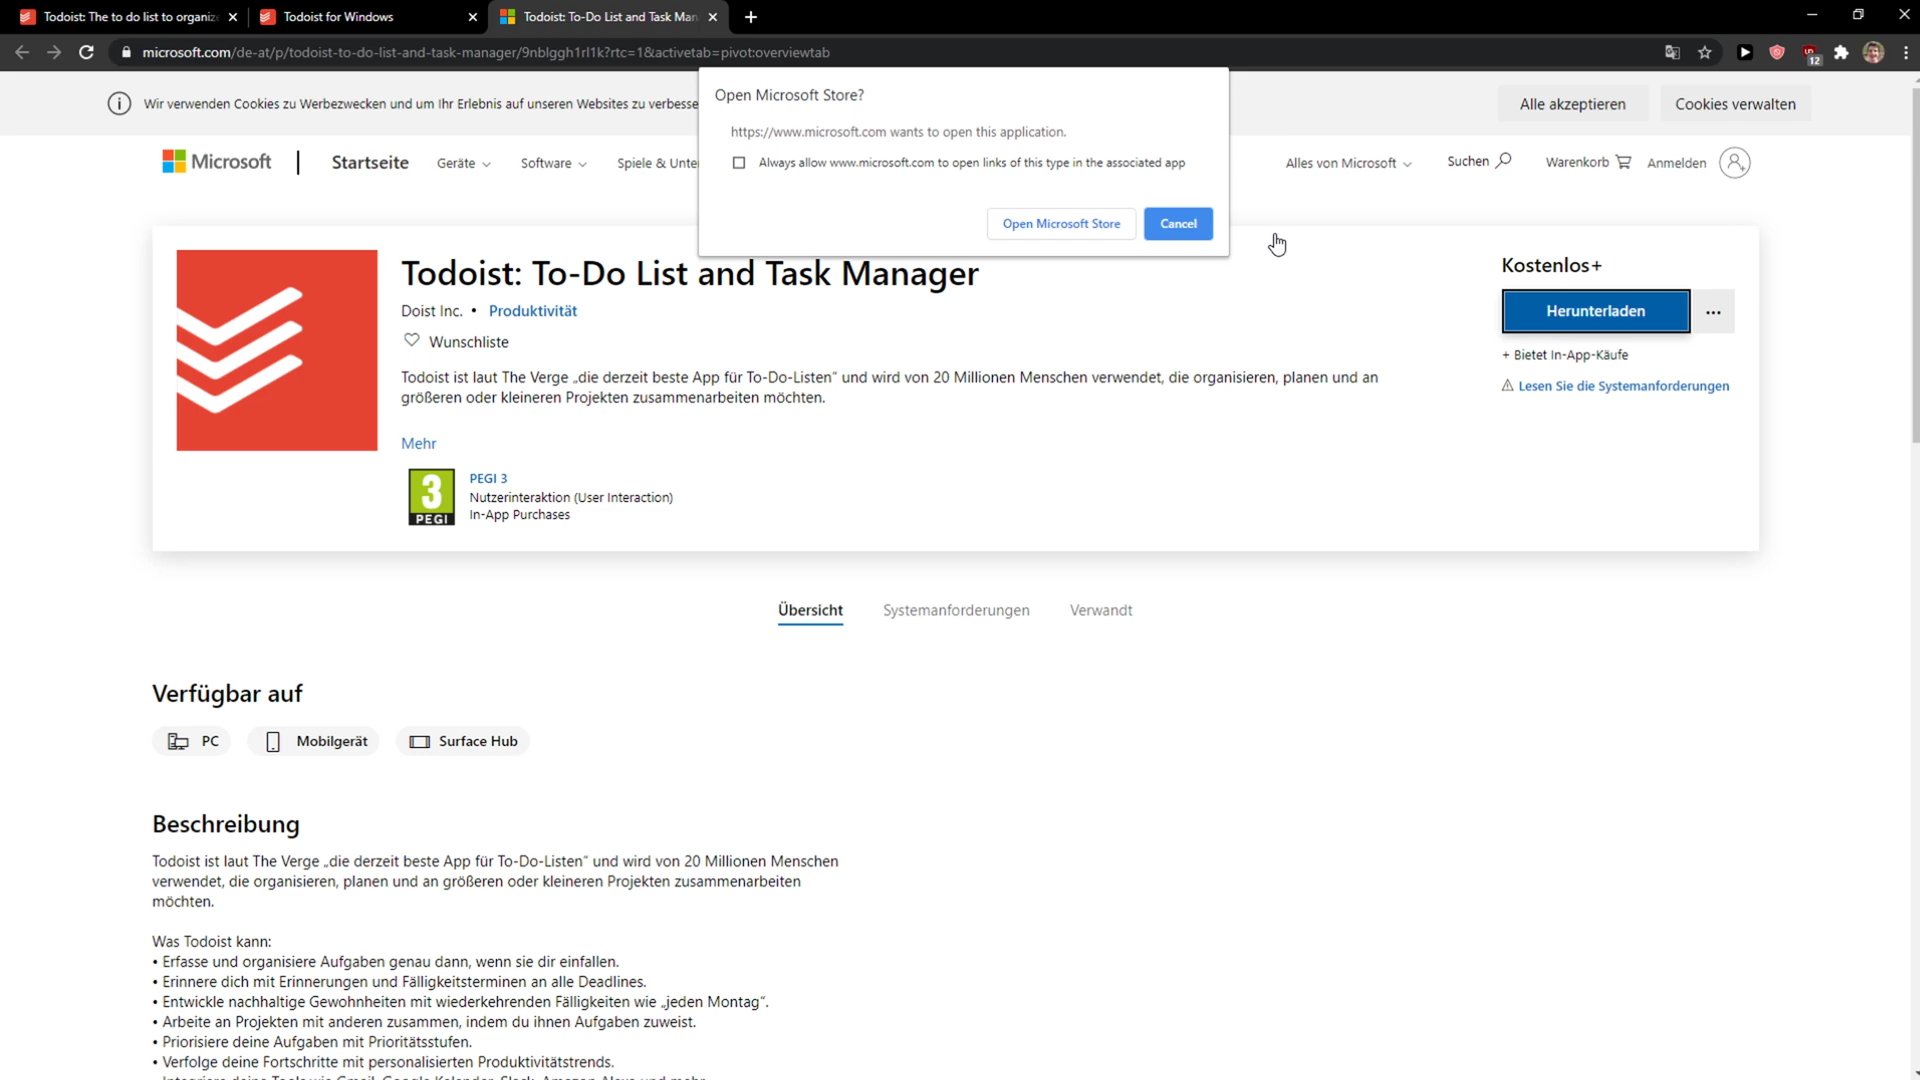 Todoist: The to do list to organiz
Todoist for Windows
Todoist: To-Do List and Task Man
microsoft.com/de-at/p/todoist-to-do-list-and-task-manager/9nblggh1rl1k?rtc=1&activetab=pivot:overviewtab
12
Wir verwenden Cookies zu Werbezwecken und um Ihr Erlebnis auf unseren Websites zu verbesse
Alle akzeptieren
Cookies verwalten
Open Microsoft Store?
https://www.microsoft.com wants to open this application.
Always allow www.microsoft.com to open links of this type in the associated app
Open Microsoft Store
Cancel
Microsoft
Startseite
Geräte
Software
Spiele & Unter
Alles von Microsoft
Suchen
Warenkorb
Anmelden
Todoist: To-Do List and Task Manager
Doist Inc. • Produktivität
Wunschliste
Todoist ist laut The Verge „die derzeit beste App für To-Do-Listen“ und wird von 20 Millionen Menschen verwendet, die organisieren, planen und an
größeren oder kleineren Projekten zusammenarbeiten möchten.
Mehr
3
PEGI
PEGI 3
Nutzerinteraktion (User Interaction)
In-App Purchases
Kostenlos+
Herunterladen
+ Bietet In-App-Käufe
Lesen Sie die Systemanforderungen
Übersicht
Systemanforderungen
Verwandt
Verfügbar auf
PC
Mobilgerät
Surface Hub
Beschreibung
Todoist ist laut The Verge „die derzeit beste App für To-Do-Listen“ und wird von 20 Millionen Menschen
verwendet, die organisieren, planen und an größeren oder kleineren Projekten zusammenarbeiten
möchten.
Was Todoist kann:
• Erfasse und organisiere Aufgaben genau dann, wenn sie dir einfallen.
• Erinnere dich mit Erinnerungen und Fälligkeitsterminen an alle Deadlines.
• Entwickle nachhaltige Gewohnheiten mit wiederkehrenden Fälligkeiten wie „jeden Montag“.
• Arbeite an Projekten mit anderen zusammen, indem du ihnen Aufgaben zuweist.
• Priorisiere deine Aufgaben mit Prioritätsstufen.
• Verfolge deine Fortschritte mit personalisierten Produktivitätstrends.